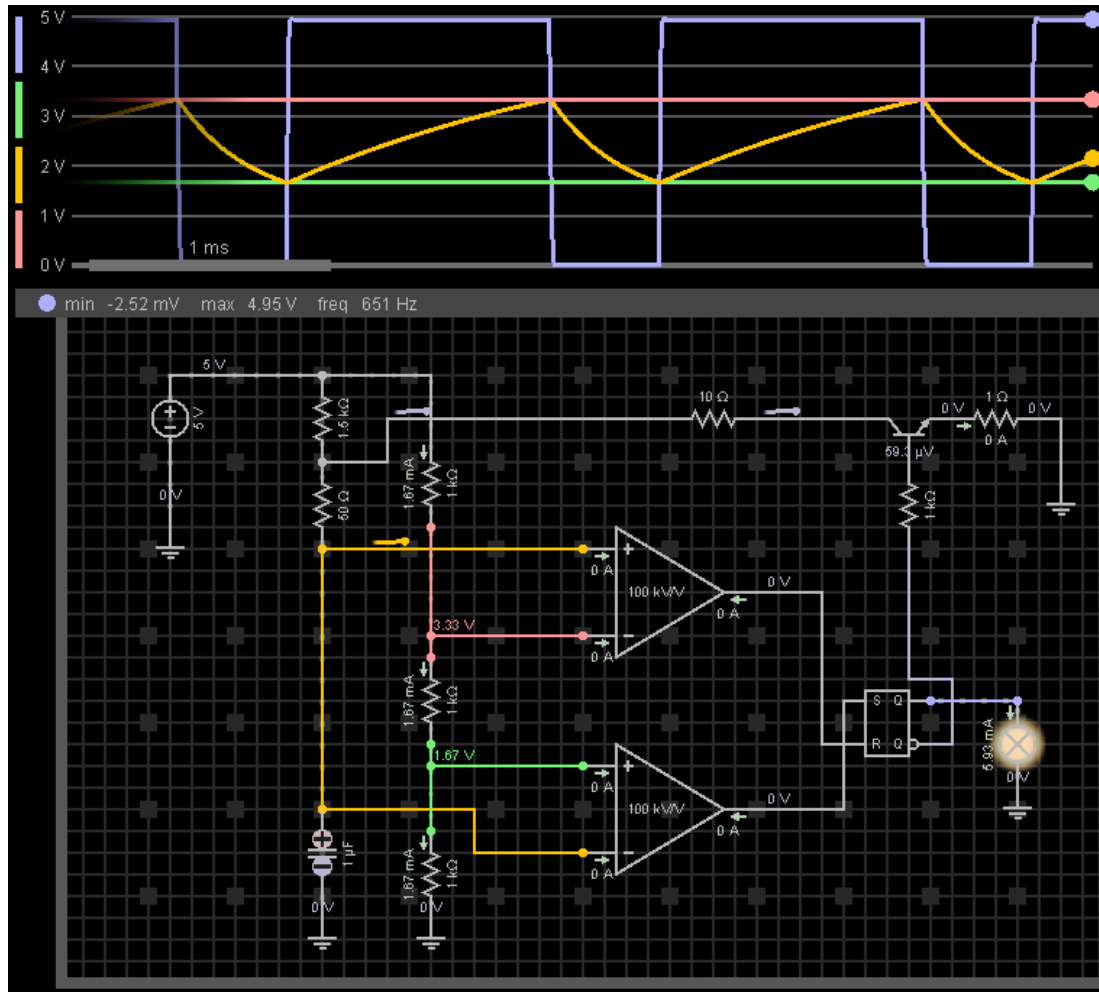 5 V
4 V
3 V
2 V
1 V
0 V
1 ms
min -2.52 mV max 4.95 V freq 651 Hz
5 V
5 V
0 V
1.5 kΩ
50 Ω
1.67 mA
1 kΩ
10 Ω
0 V
1 Ω
0 V
0 A
59.3 µV
1 kΩ
+
0 A
100 kV/V
0 V
0 A
3.33 V
−
0 A
1.67 mA
1 kΩ
S Q
R Q
5.93 mA
0 V
1.67 V
+
0 A
100 kV/V
0 V
0 A
−
0 A
1 µF
0 V
1.67 mA
1 kΩ
0 V